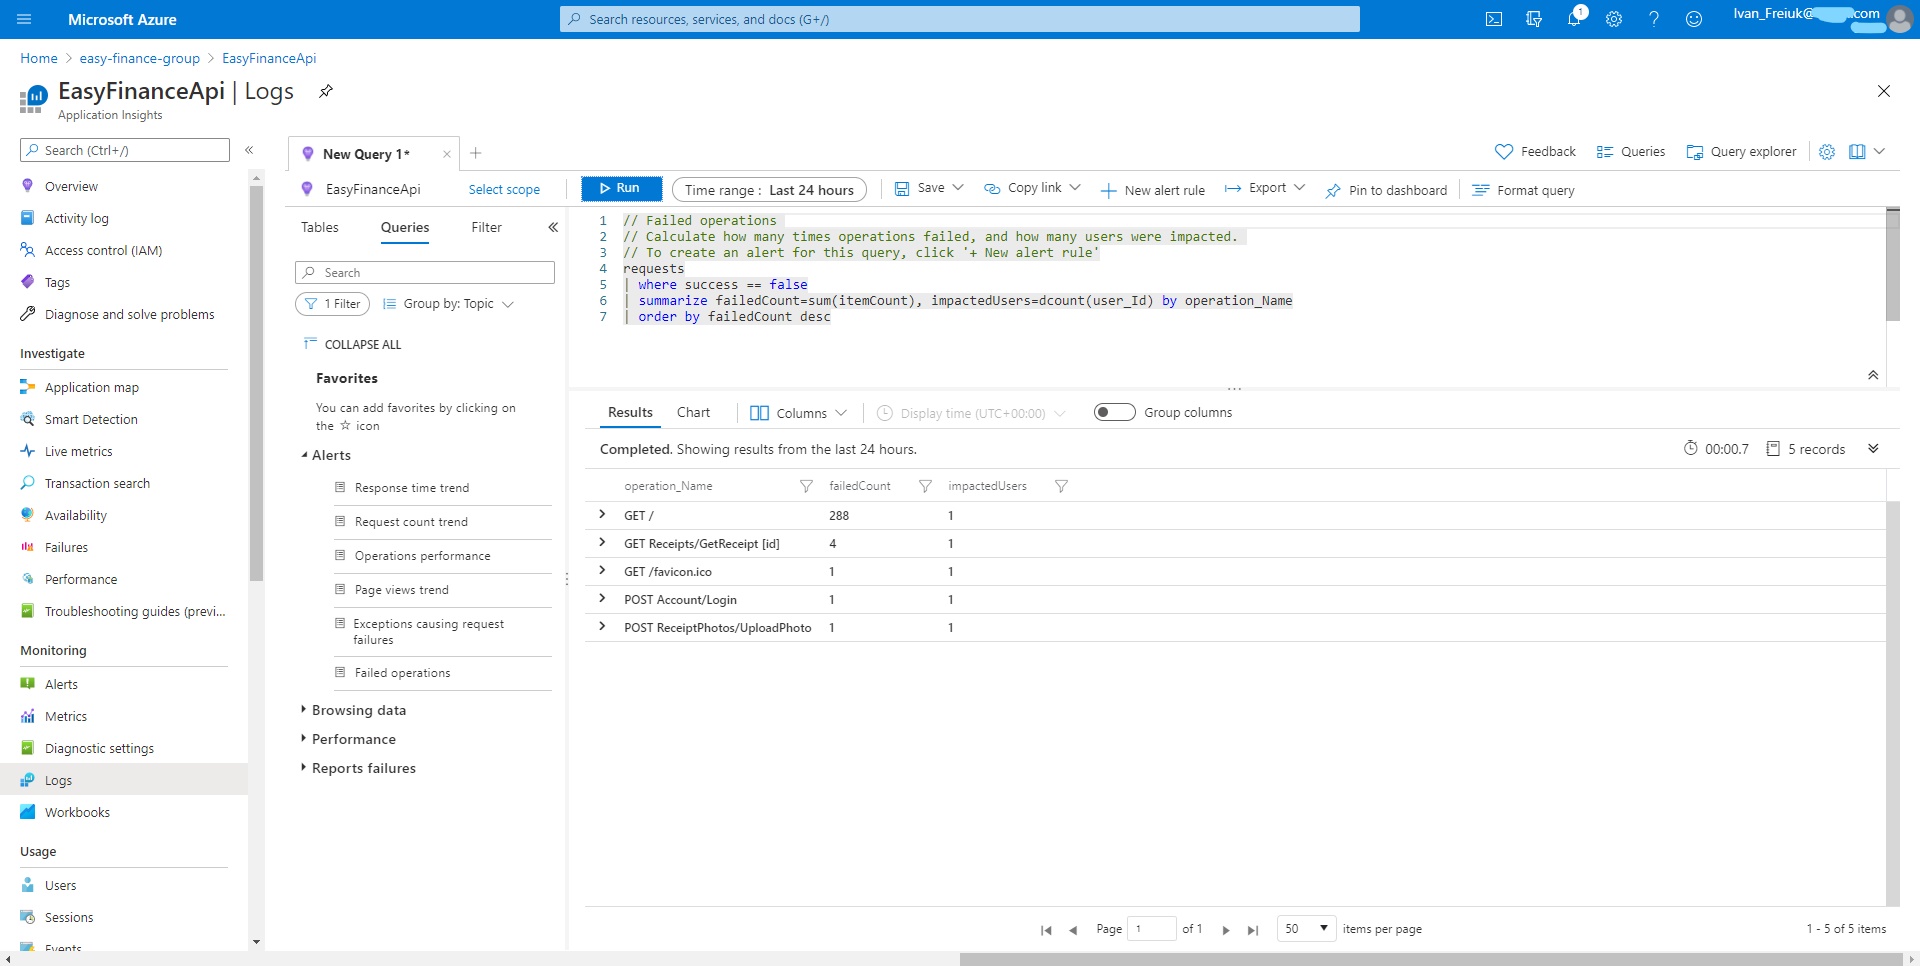 Microsoft Azure
Search resources, services, and docs (G+/)
1
Ivan_Freiuk@
.com
Home > easy-finance-group > EasyFinanceApi
EasyFinanceApi | Logs
Application Insights
Search (Ctrl+/)
«
Overview
Activity log
Access control (IAM)
Tags
Diagnose and solve problems
Investigate
Application map
Smart Detection
Live metrics
Transaction search
Availability
Failures
Performance
Troubleshooting guides (previ...
Monitoring
Alerts
Metrics
Diagnostic settings
Logs
Workbooks
Usage
Users
Sessions
Events
New Query 1*
Feedback
Queries
Query explorer
EasyFinanceApi
Select scope
Run
Time range : Last 24 hours
Save
Copy link
New alert rule
Export
Pin to dashboard
Format query
Tables
Queries
Filter
«
Search
1 Filter
Group by: Topic
COLLAPSE ALL
Favorites
You can add favorites by clicking on
the ☆ icon
Alerts
Response time trend
Request count trend
Operations performance
Page views trend
Exceptions causing request
failures
Failed operations
Browsing data
Performance
Reports failures
1 // Failed operations
2 // Calculate how many times operations failed, and how many users were impacted.
3 // To create an alert for this query, click '+ New alert rule'
4 requests
5 | where success == false
6 | summarize failedCount=sum(itemCount), impactedUsers=dcount(user_Id) by operation_Name
7 | order by failedCount desc
Results
Chart
Columns
Display time (UTC+00:00)
Group columns
Completed. Showing results from the last 24 hours.
00:00.7
5 records
operation_Name failedCount impactedUsers
GET / 288 1
GET Receipts/GetReceipt [id] 4 1
GET /favicon.ico 1 1
POST Account/Login 1 1
POST ReceiptPhotos/UploadPhoto 1 1
Page 1 of 1
50 items per page
1 - 5 of 5 items